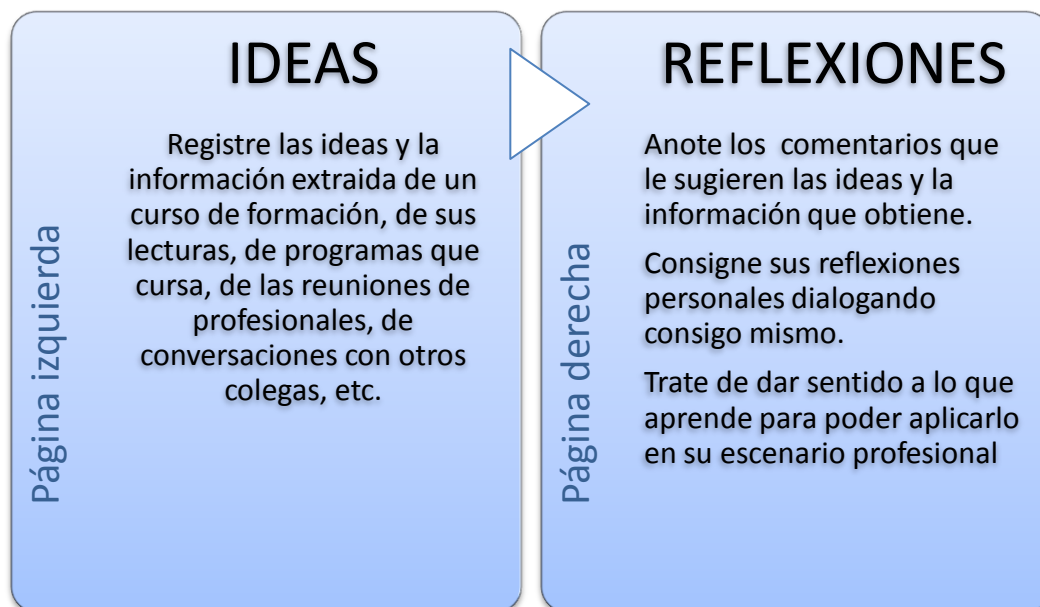 IDEAS
Registre las ideas y la
información extraida de un
curso de formación, de sus
lecturas, de programas que
cursa, de las reuniones de
profesionales, de
conversaciones con otros
colegas, etc.
Página izquierda
REFLEXIONES
Anote los  comentarios que
le sugieren las ideas y la
información que obtiene.
Consigne sus reflexiones
personales dialogando
consigo mismo.
Trate de dar sentido a lo que
aprende para poder aplicarlo
en su escenario profesional
Página derecha